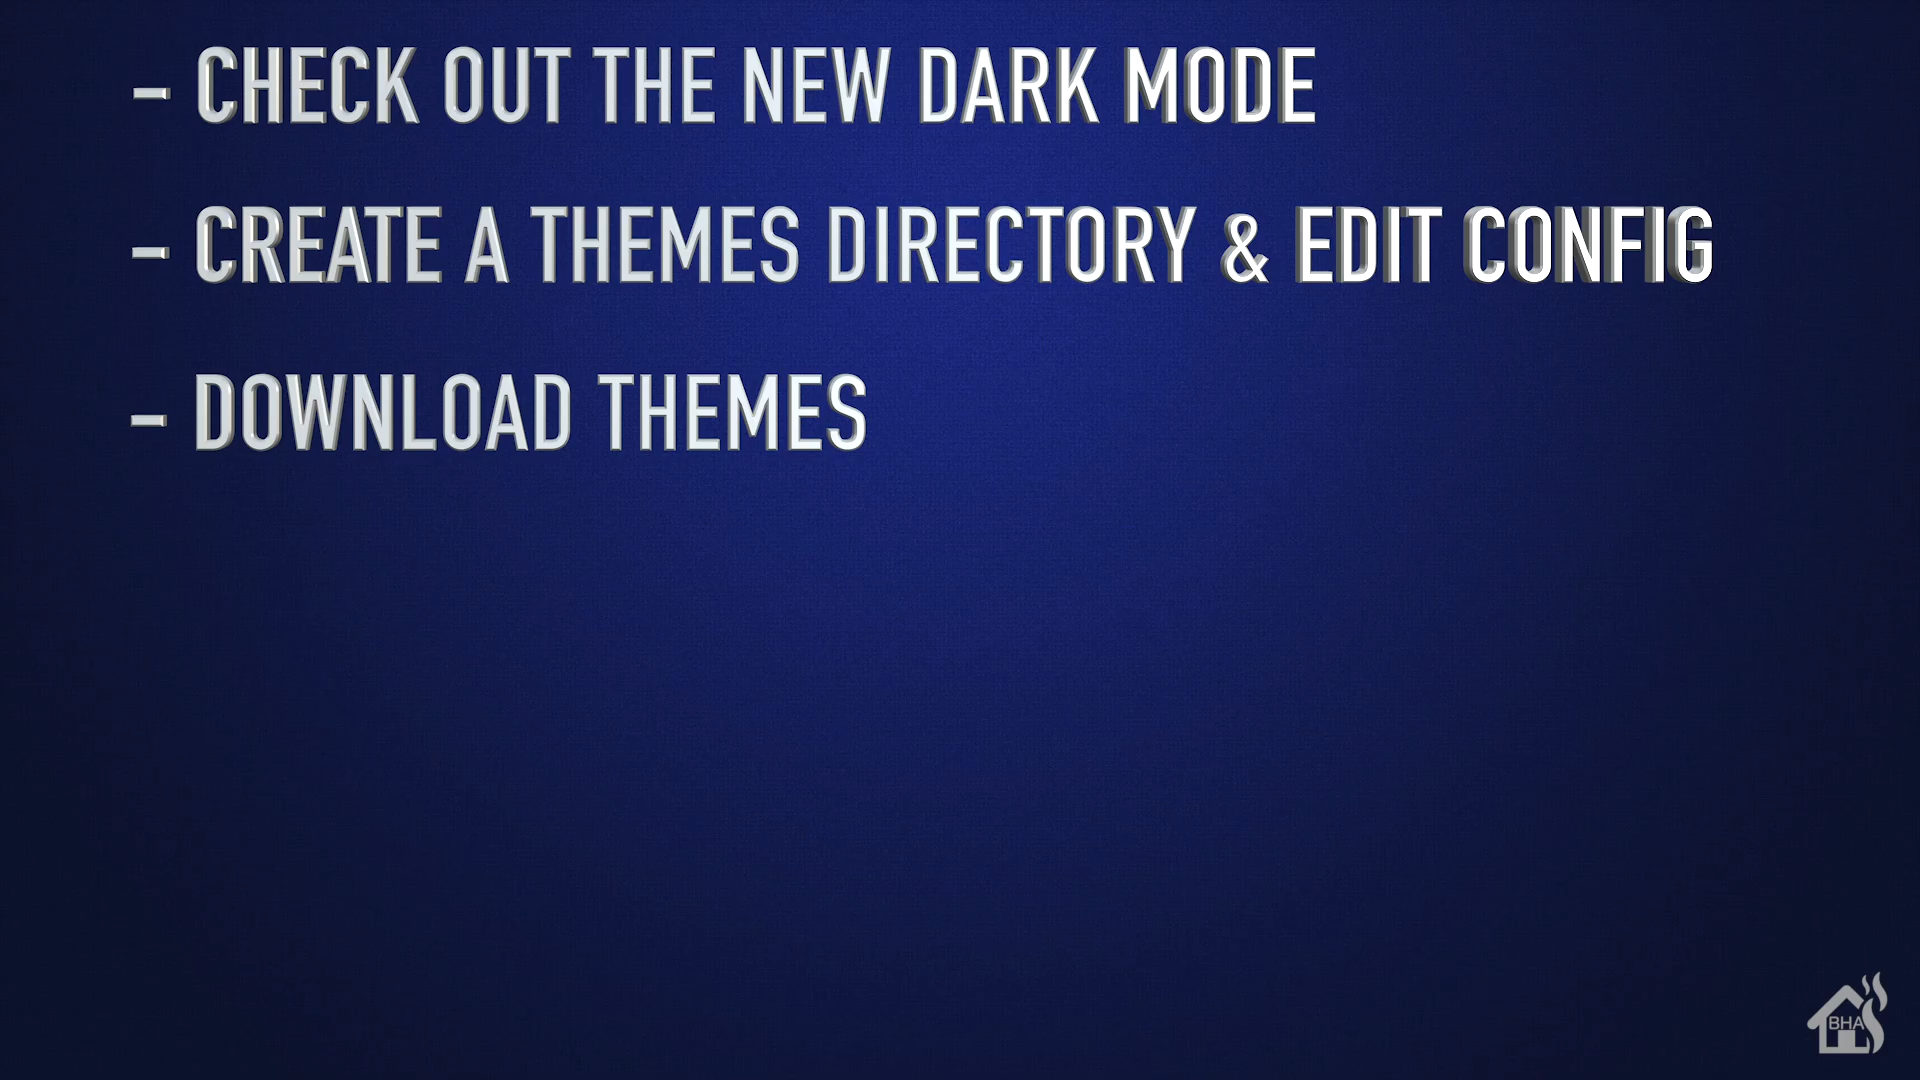 - CHECK OUT THE NEW DARK MODE
- CREATE A THEMES DIRECTORY & EDIT CONFIG
- DOWNLOAD THEMES
BHA